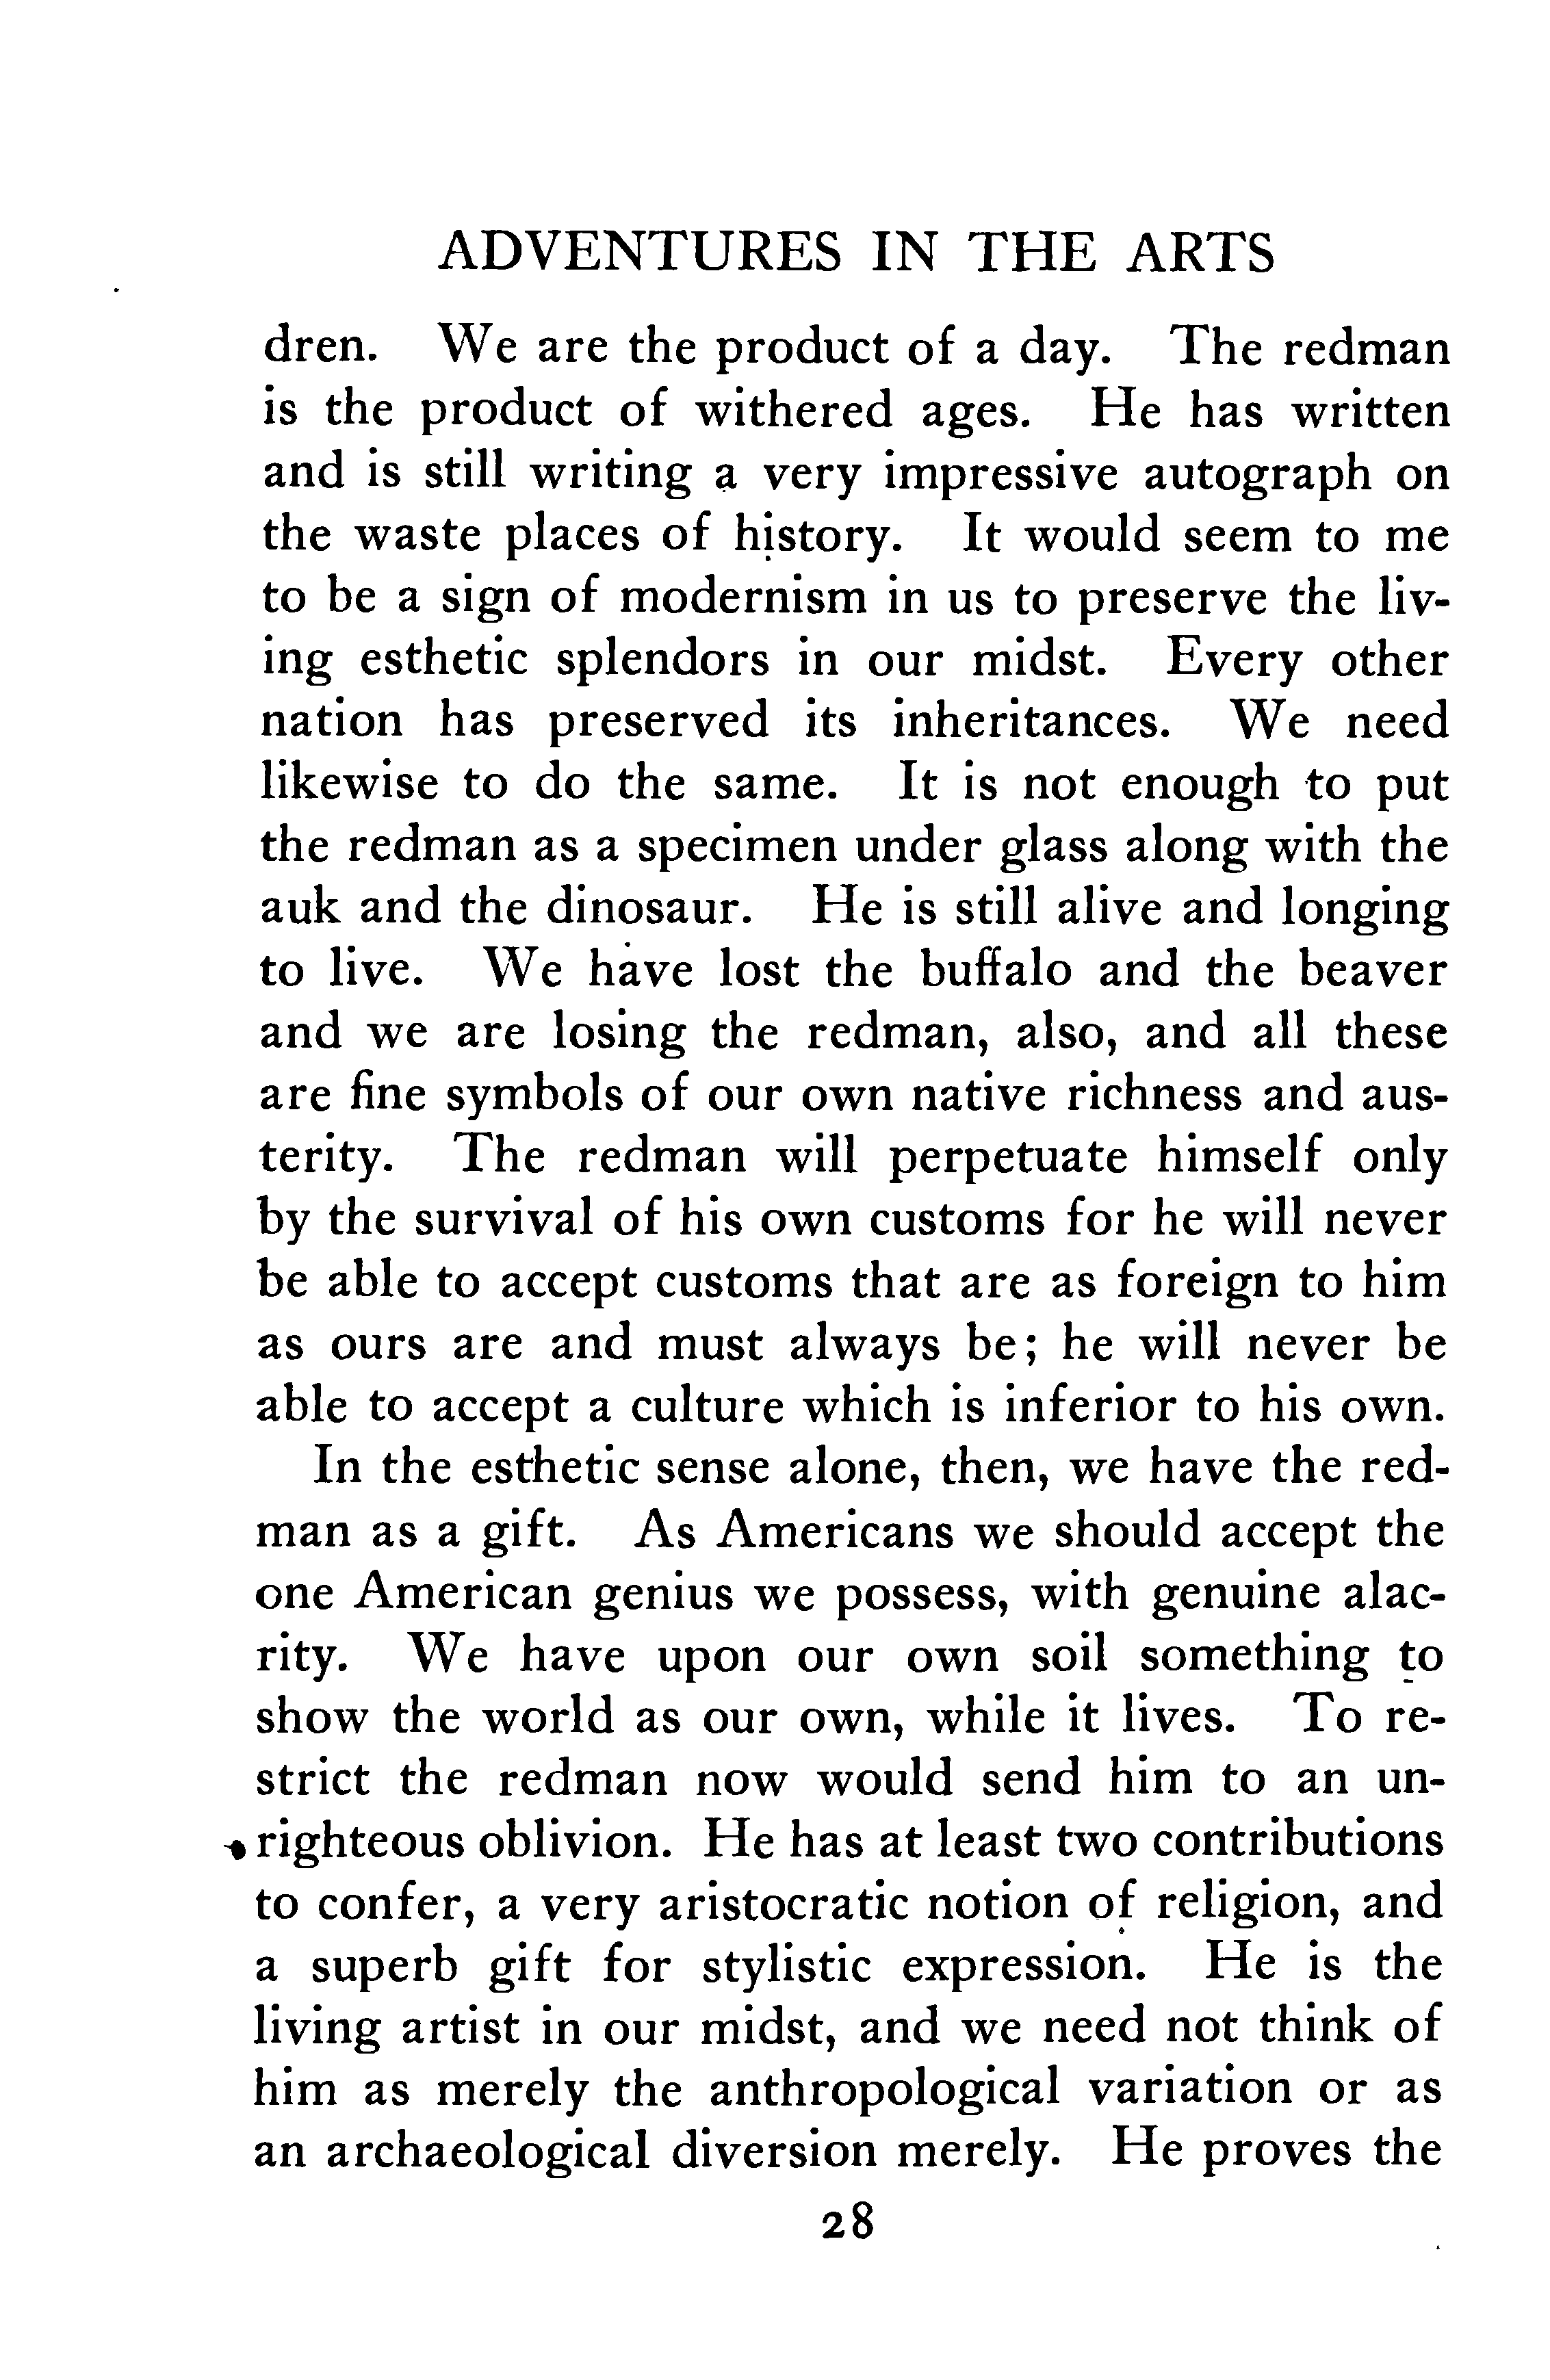 ADVENTURES IN THE ARTS
dren. We are the product of a day. The redman
is the product of withered ages. He has written
and is still writing a very impressive autograph on
the waste places of history. It would seem to me
to be a sign of modernism in us to preserve the liv-
ing esthetic splendors in our midst. Every other
nation has preserved its inheritances. We need
likewise to do the same. It is not enough to put
the redman as a specimen under glass along with the
auk and the dinosaur. He is still alive and longing
to live. We have lost the buffalo and the beaver
and we are losing the redman, also, and all these
are fine symbols of our own native richness and aus-
terity. The redman will perpetuate himself only
by the survival of his own customs for he will never
be able to accept customs that are as foreign to him
as ours are and must always be; he will never be
able to accept a culture which is inferior to his own.
In the esthetic sense alone, then, we have the red-
man as a gift. As Americans we should accept the
one American genius we possess, with genuine alac-
rity. We have upon our own soil something to
show the world as our own, while it lives. To re-
strict the redman now would send him to an un-
righteous oblivion. He has at least two contributions
to confer, a very aristocratic notion of religion, and
a superb gift for stylistic expression. He is the
living artist in our midst, and we need not think of
him as merely the anthropological variation or as
an archaeological diversion merely. He proves the
28